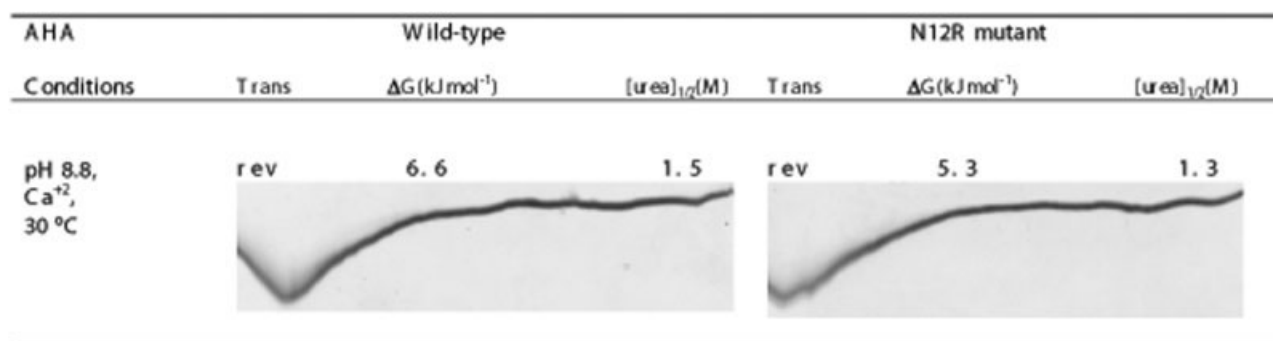 AHA Wild-type N12R mutant
Conditions Trans ΔG(kJmol⁻¹) [urea]₁/₂(M) Trans ΔG(kJmol⁻¹) [urea]₁/₂(M)
pH 8.8, rev 6.6 1.5 rev 5.3 1.3
Ca⁺²,
30 ºC